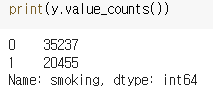 print(y.value_counts())
0    35237
1    20455
Name: smoking, dtype: int64